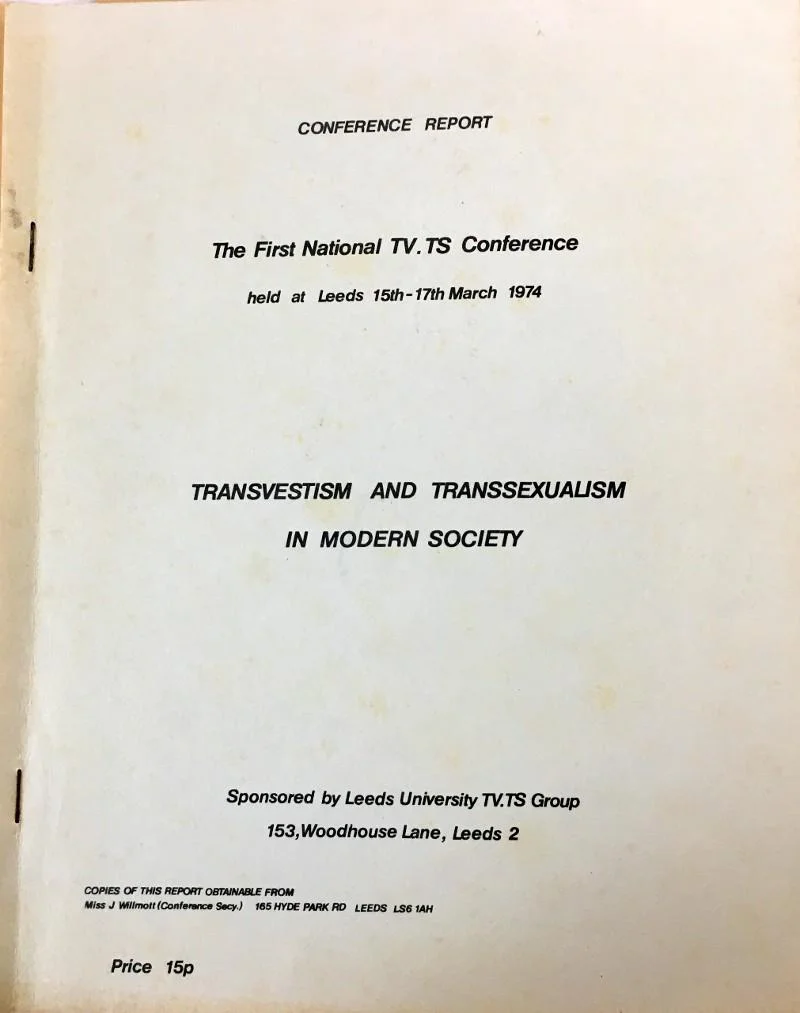 CONFERENCE REPORT
The First National TV.TS Conference
held at Leeds 15th-17th March 1974
TRANSVESTISM AND TRANSSEXUALISM
IN MODERN SOCIETY
Sponsored by Leeds University TV.TS Group
153,Woodhouse Lane, Leeds 2
COPIES OF THIS REPORT OBTAINABLE FROM
Miss J Willmott (Conference Secy.) 165 HYDE PARK RD LEEDS LS6 1AH
Price 15p